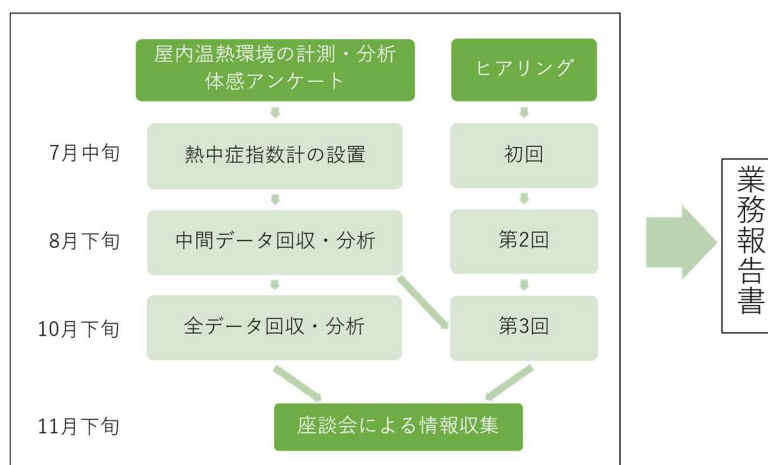 屋内温熱環境の計測・分析
体感アンケート
ヒアリング
7月中旬
熱中症指数計の設置
初回
8月下旬
中間データ回収・分析
第2回
10月下旬
全データ回収・分析
第3回
11月下旬
座談会による情報収集
業務報告書